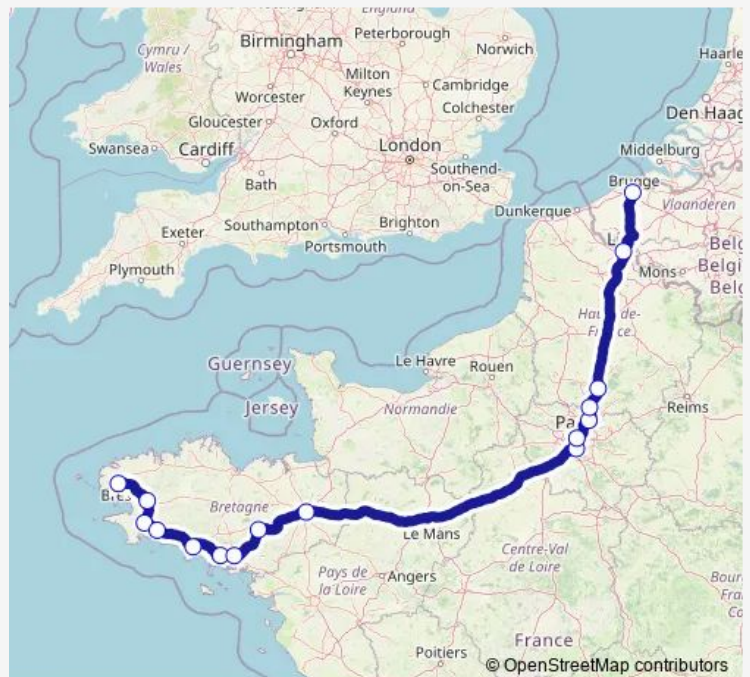 England
Peterborough
Birmingham
Norwich
Cymru /
Wales
Haarle
Milton
Keynes
Worcester
Cambridge
Colchester
Gloucester
Oxford
Den Haag
Swansea
Cardiff
London
Middelburg
Southend-
on-Sea
Bath
Brugge
Dunkerque
Vlaanderen
Exeter
Southampton
Brighton
Portsmouth
Plymouth
Mons
Belg
Belgi
Belg
Guernsey
Le Havre
Rouen
Jersey
Normandie
Reims
Pa
Bretagne
Le Mans
Centre-Val
de Loire
Pays de
la Loire
Angers
Bour
Fra
Co
France
Poitiers
© OpenStreetMap contributors